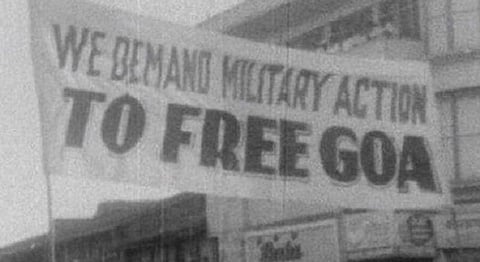 WE DEMAND MILITARY ACTION
TO FREE GOA